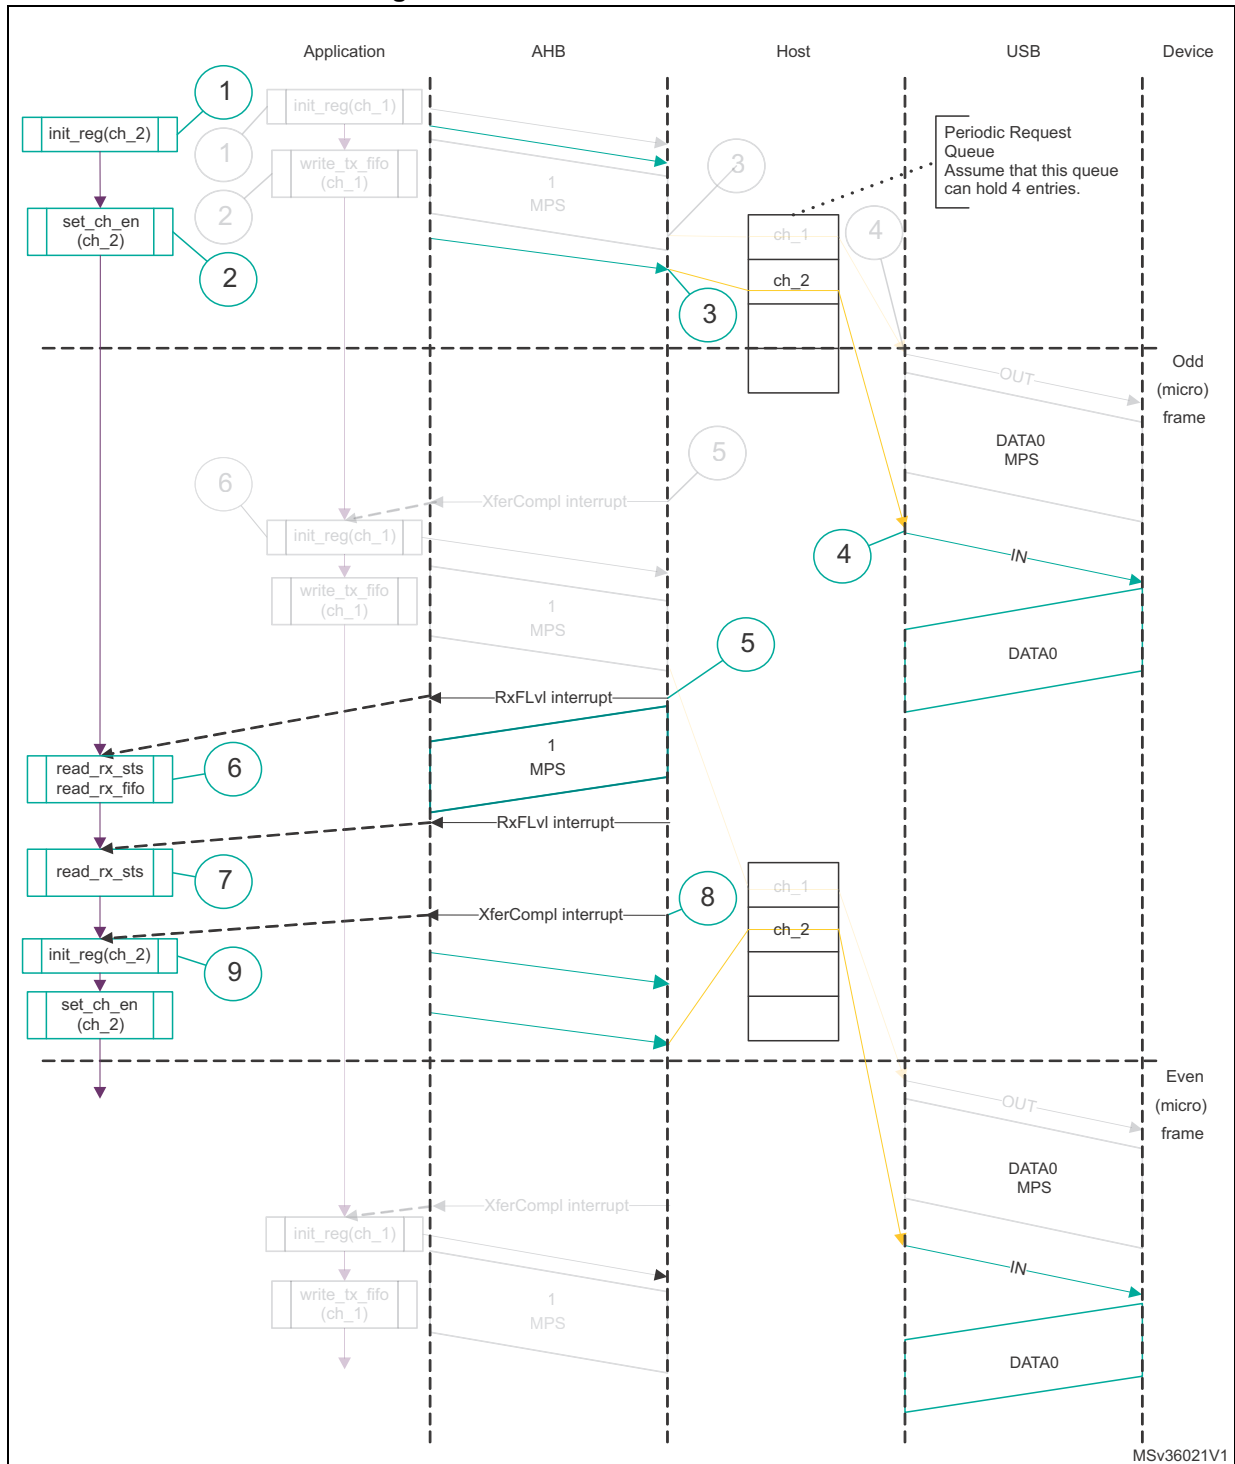 Application
AHB
Host
USB
Device
1
init_reg(ch_1)
init_reg(ch_2)
1
write_tx_fifo
(ch_1)
2
1
MPS
3
Periodic Request
Queue
Assume that this queue
can hold 4 entries.
set_ch_en
(ch_2)
2
ch_1
4
ch_2
3
Odd
(micro)
frame
OUT
DATA0
MPS
5
6
XferCompl interrupt
init_reg(ch_1)
4
IN
write_tx_fifo
(ch_1)
1
MPS
5
DATA0
RxFLvl interrupt
read_rx_sts
read_rx_fifo
6
1
MPS
RxFLvl interrupt
read_rx_sts
7
ch_1
8
XferCompl interrupt
ch_2
init_reg(ch_2)
9
set_ch_en
(ch_2)
Even
(micro)
frame
OUT
DATA0
MPS
XferCompl interrupt
init_reg(ch_1)
IN
write_tx_fifo
(ch_1)
1
MPS
DATA0
MSv36021V1